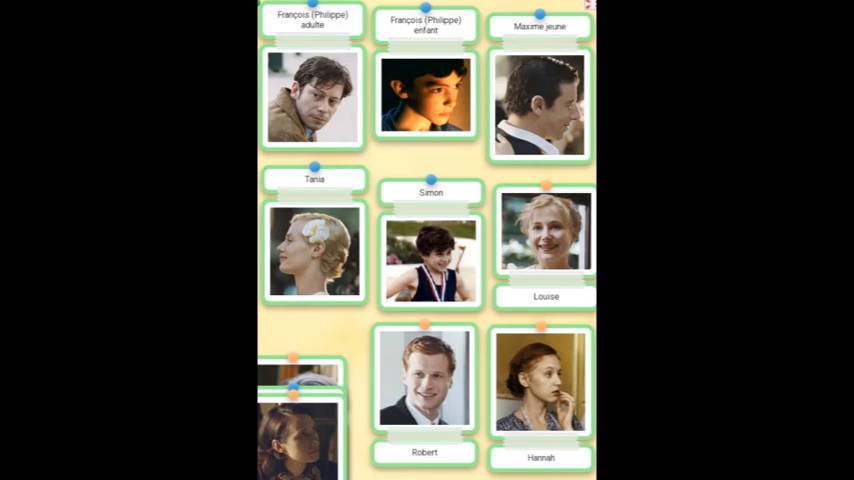 François (Philippe)
adulte
François (Philippe)
enfant
Maxime jeune
Tania
Simon
Louise
Robert
Hannah